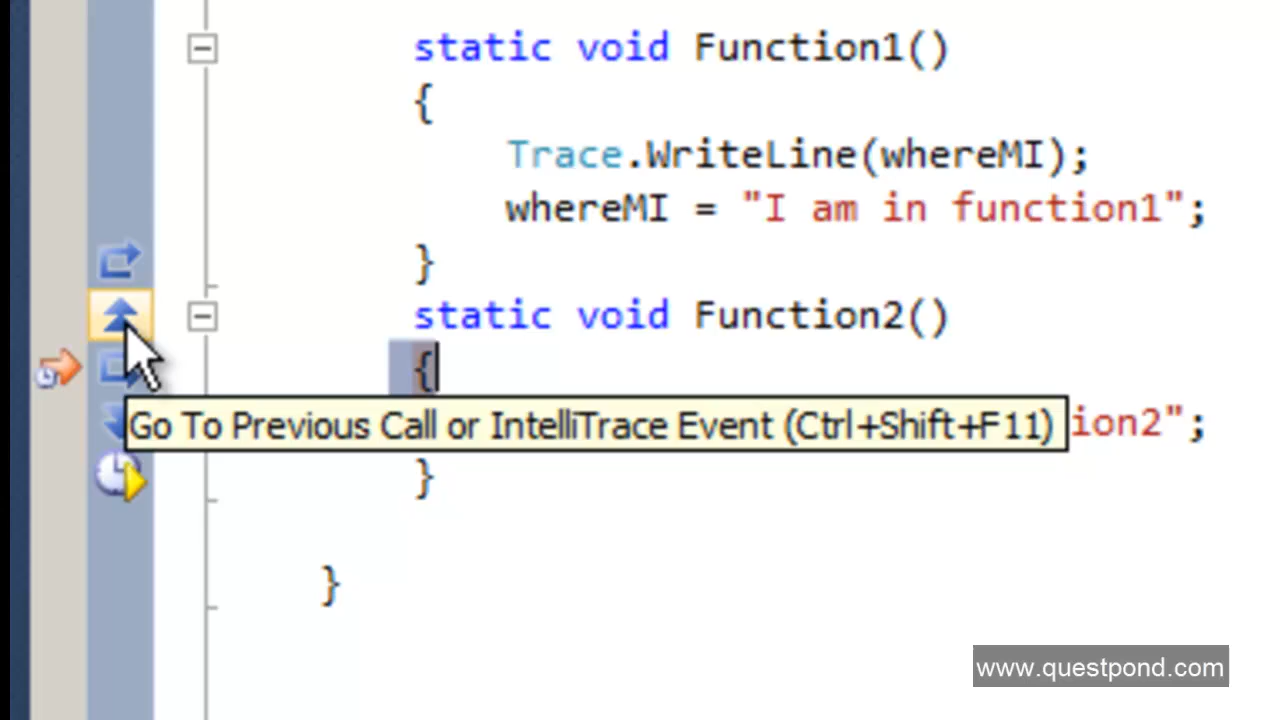 static void Function1()
{
Trace.WriteLine(whereMI);
whereMI = "I am in function1";
}
static void Function2()
{
Go To Previous Call or IntelliTrace Event (Ctrl+Shift+F11)
ion2";
}
}
www.questpond.com